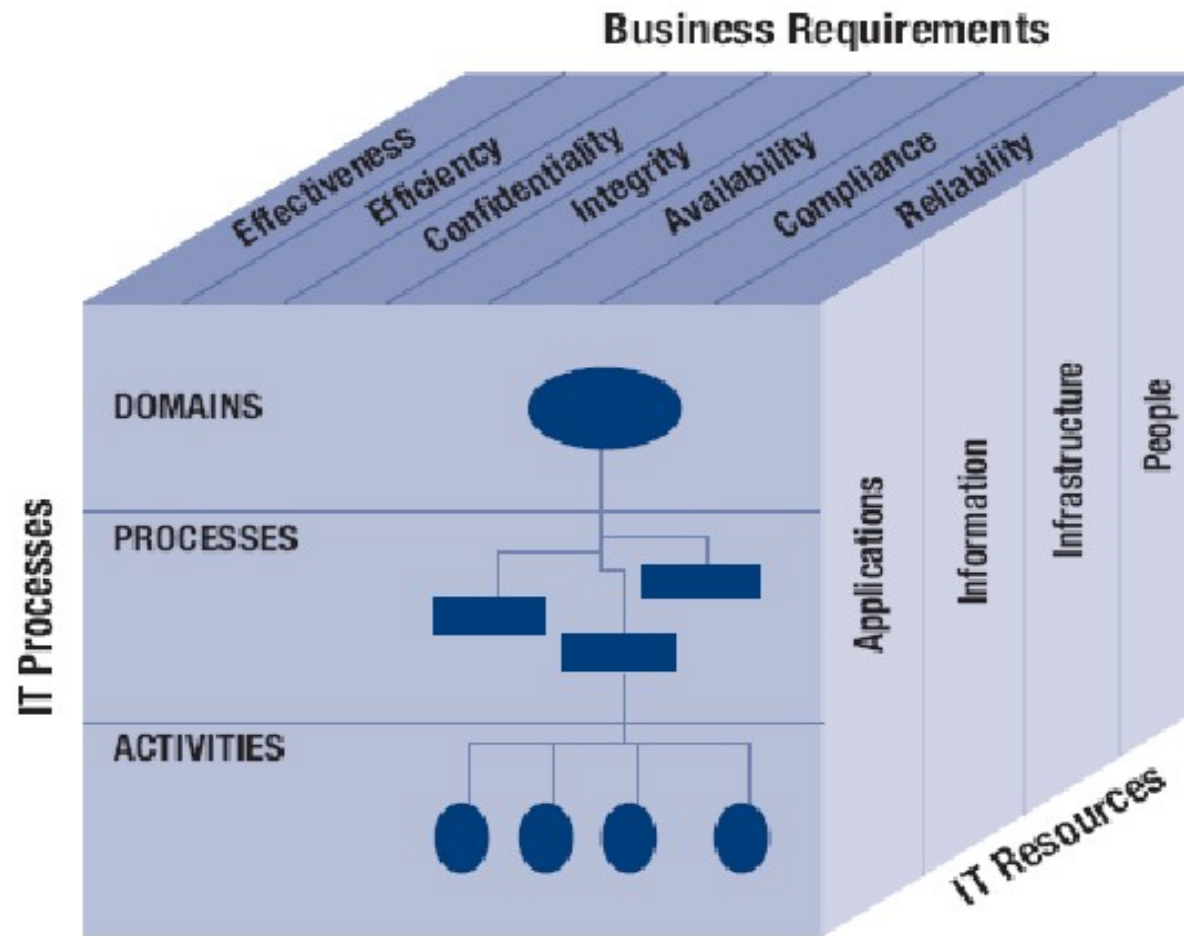 Business Requirements
Effectiveness
Efficiency
Confidentiality
Integrity
Availability
Compliance
Reliability
IT Processes
DOMAINS
PROCESSES
ACTIVITIES
Applications
Information
Infrastructure
People
IT Resources